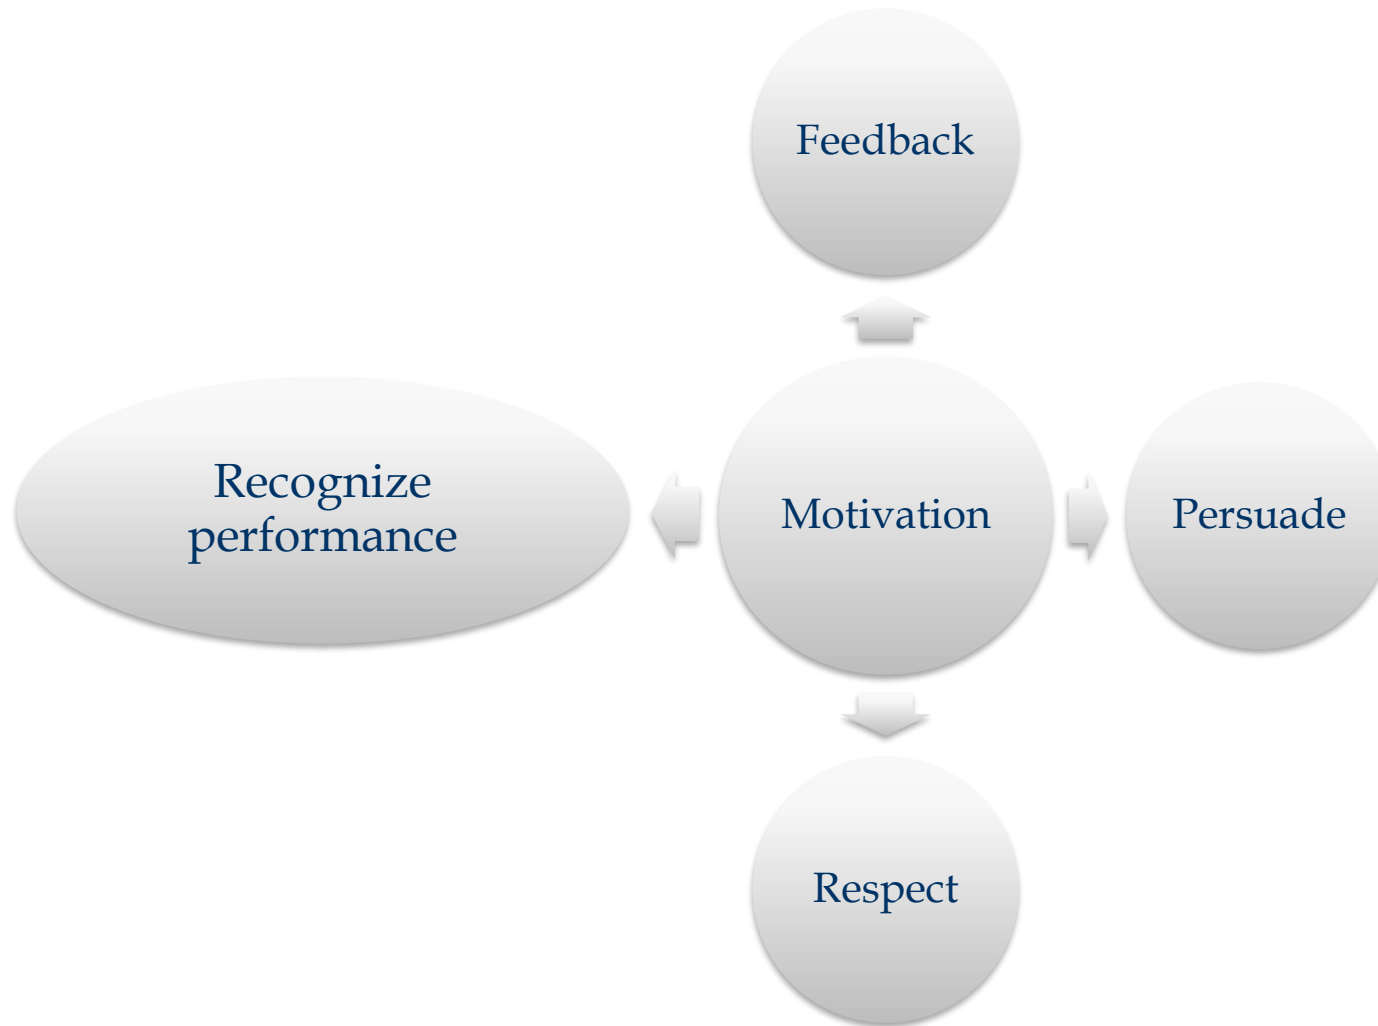 Feedback
Recognize
performance
Motivation
Persuade
Respect